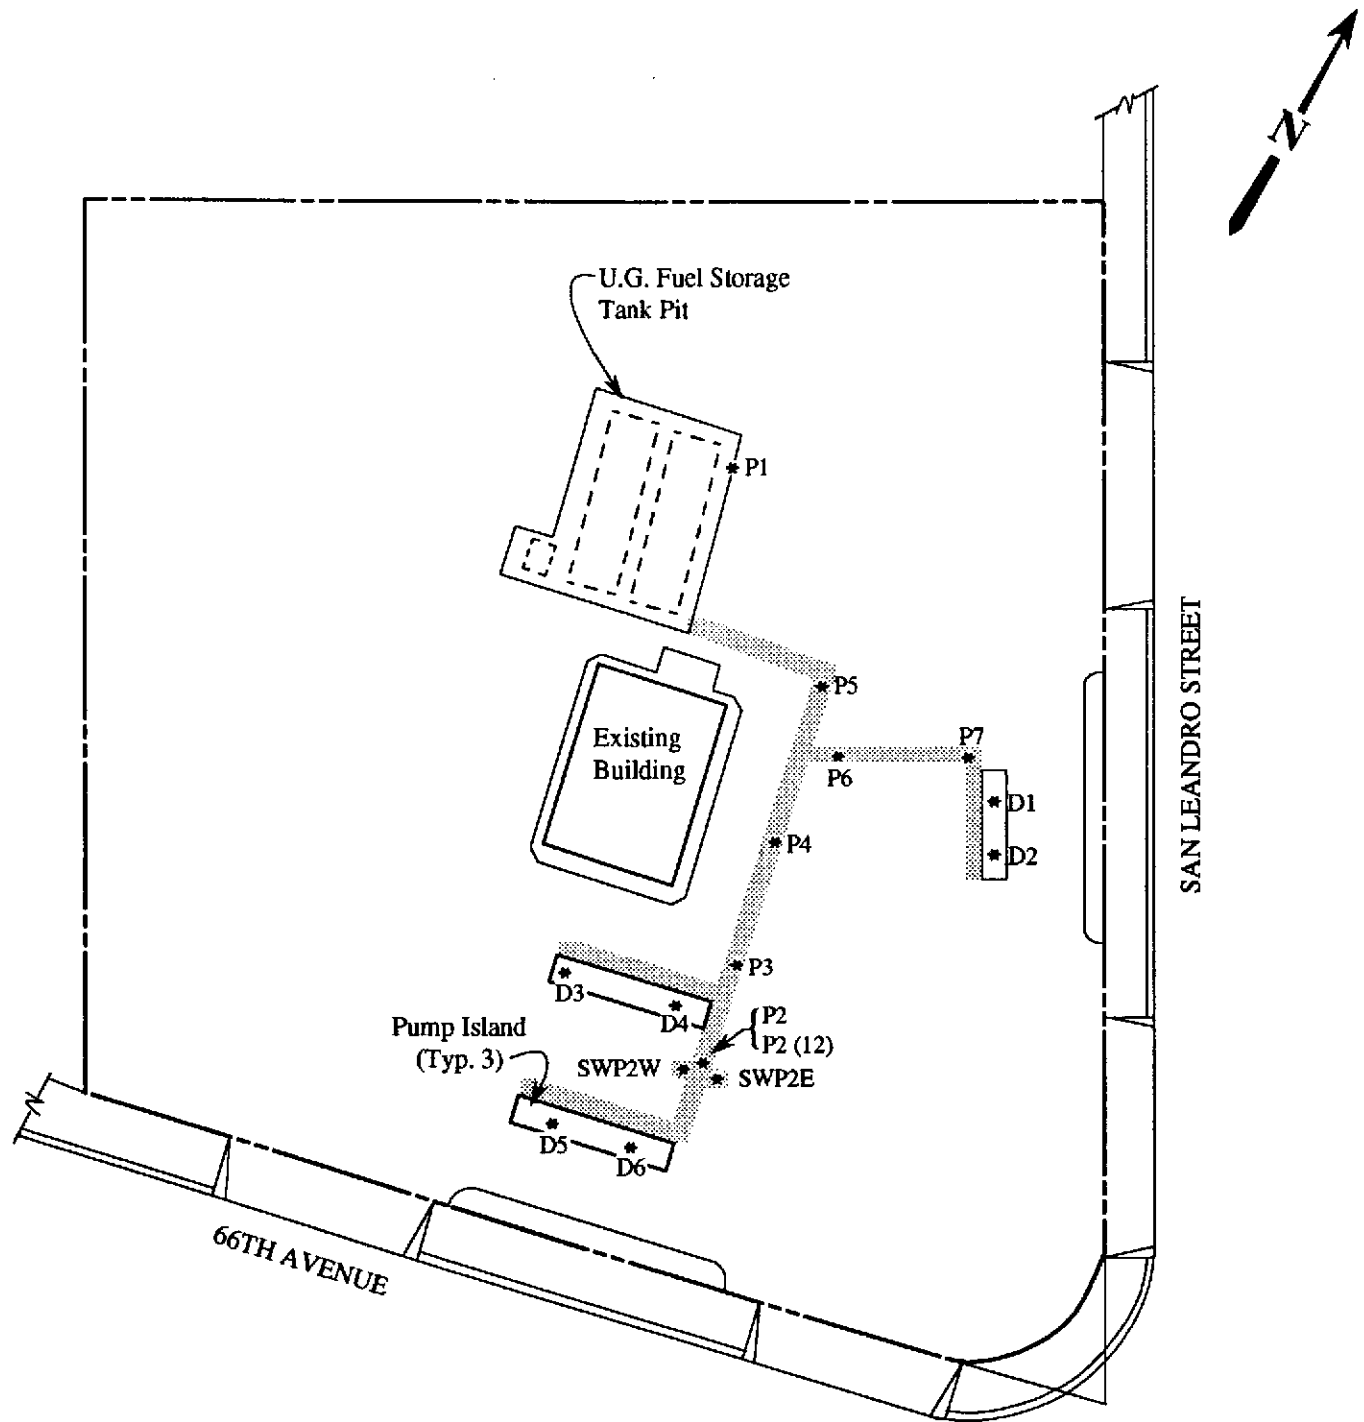 N
U.G. Fuel Storage
Tank Pit
P1
P5
P7
P6
Existing
Building
D1
D2
P4
SAN LEANDRO STREET
P3
D3
D4
P2
P2 (12)
Pump Island
(Typ. 3)
SWP2W
SWP2E
D5
D6
66TH AVENUE